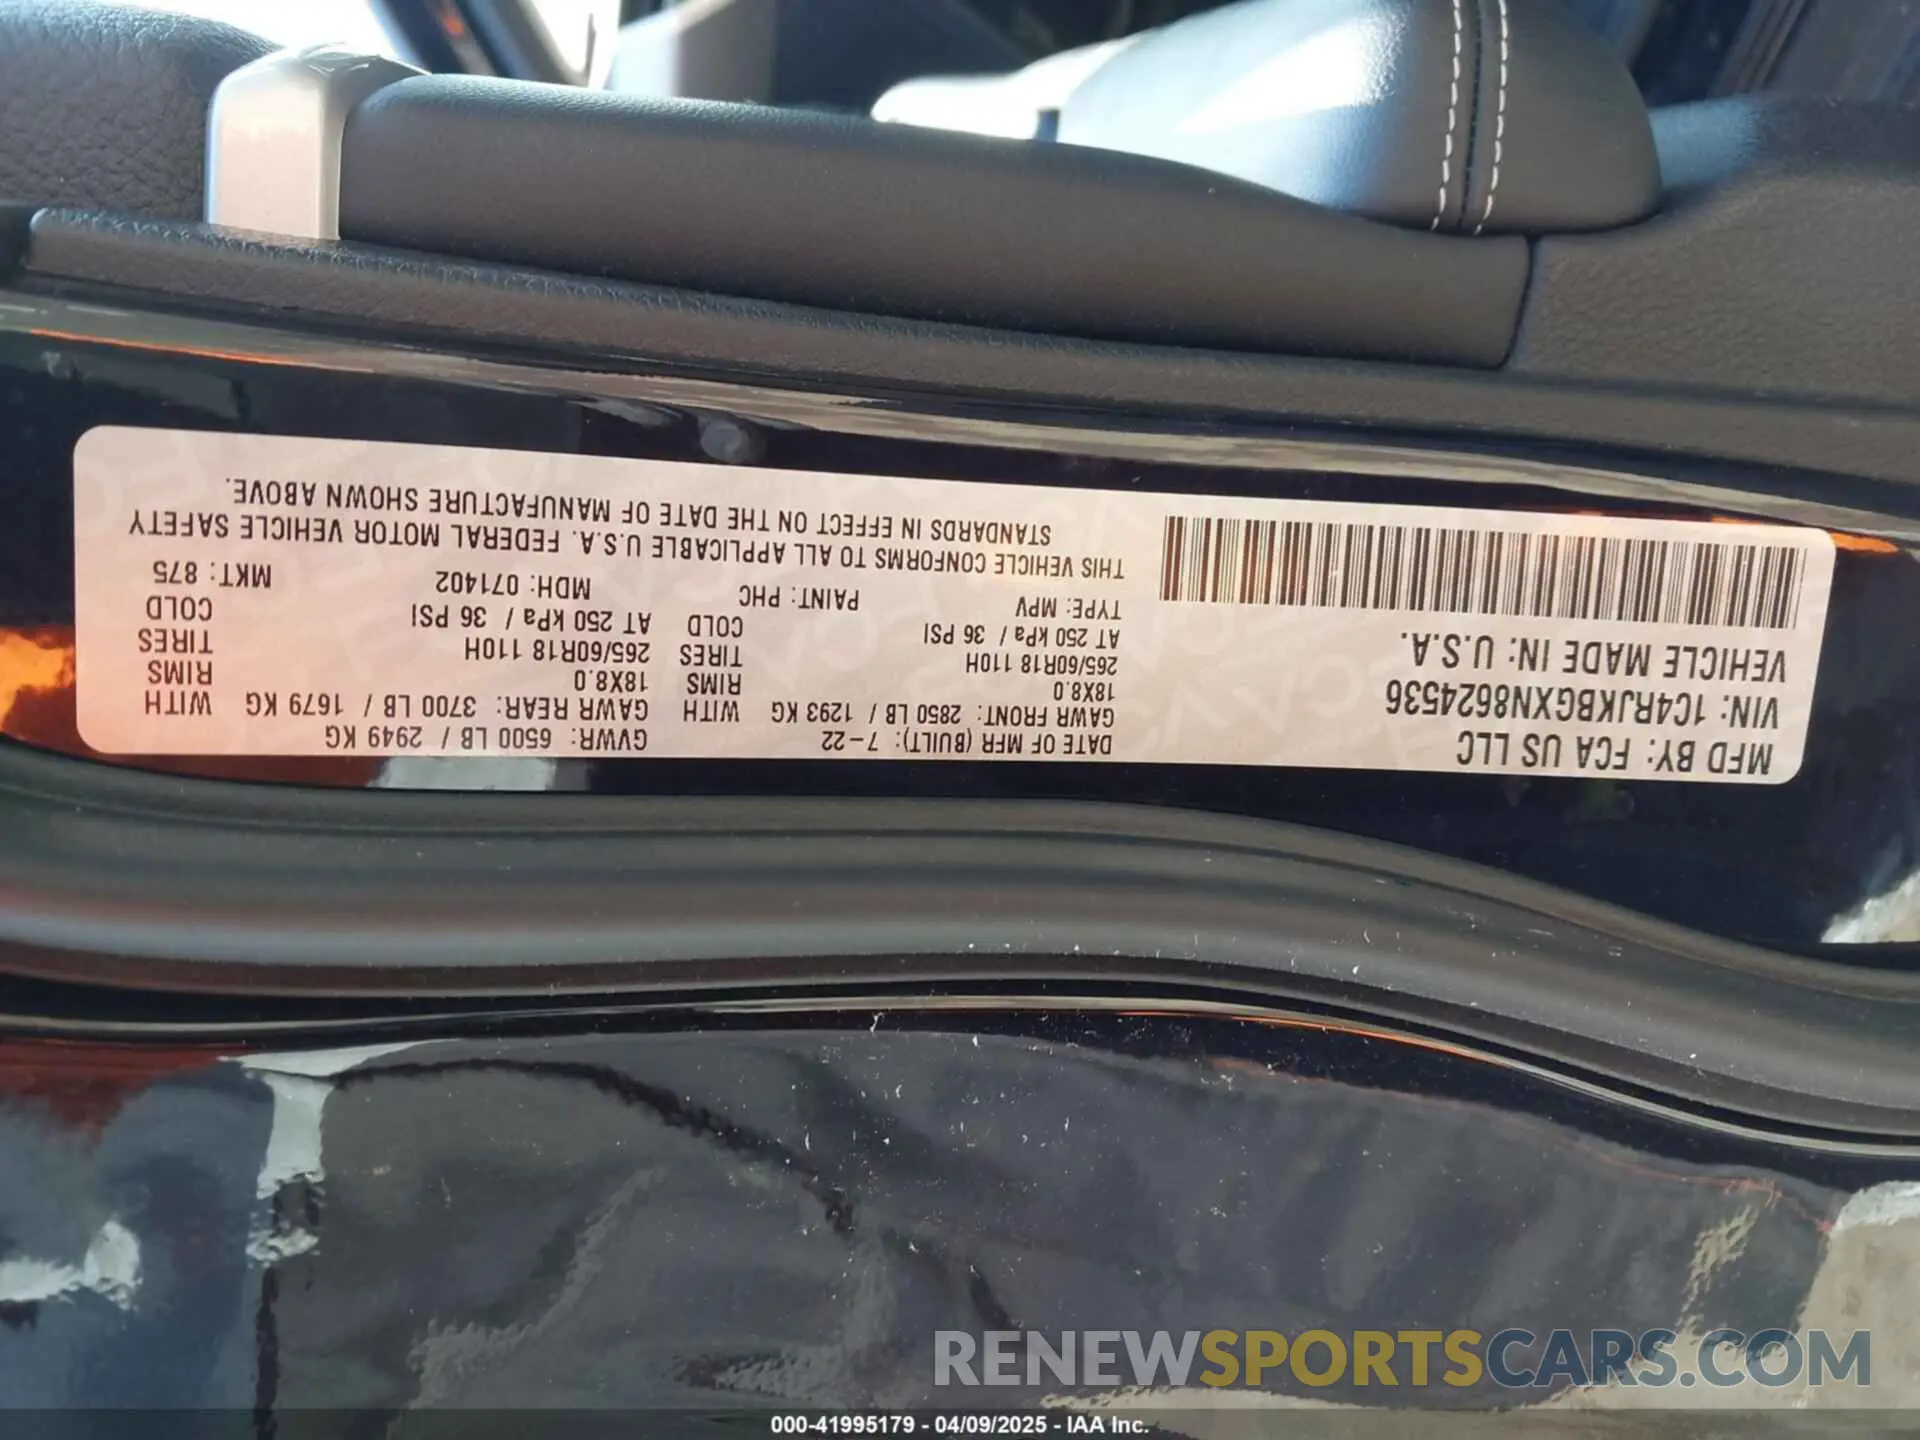 MFD BY: FCA US LLC
VIN: 1C4RJKBGXN8624536
VEHICLE MADE IN: U.S.A.
DATE OF MFR (BUILT): 7-22 GVWR: 6500 LB / 2949 KG
GAWR FRONT: 2850 LB / 1293 KG WITH GAWR REAR: 3700 LB / 1679 KG WITH
18X8.0 RIMS 18X8.0 RIMS
265/60R18 110H TIRES 265/60R18 110H TIRES
AT 250 kPa / 36 PSI COLD AT 250 kPa / 36 PSI COLD
TYPE: MPV PAINT: PHC MDH: 071402 MKT: 875
THIS VEHICLE CONFORMS TO ALL APPLICABLE U.S.A. FEDERAL MOTOR VEHICLE SAFETY
STANDARDS IN EFFECT ON THE DATE OF MANUFACTURE SHOWN ABOVE.
RENEWSPORTSCARS.COM
000-41995179 - 04/09/2025 - IAA Inc.